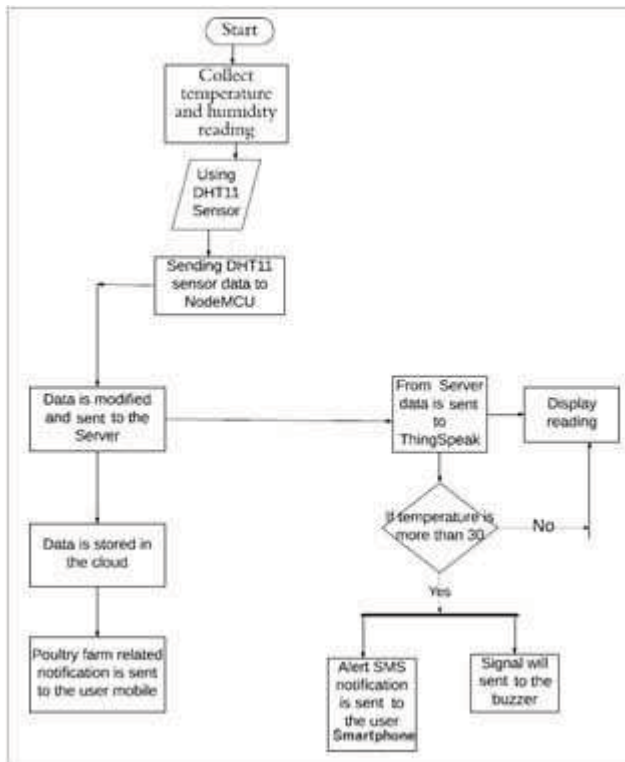 Start
Collect
temperature
and humidity
reading
Using
DHT11
Sensor
Sending DHT11
sensor data to
NodeMCU
Data is modified
and sent to the
Server
From Server
data is sent
to
ThingSpeak
Display
reading
If temperature is
more than 30
No
Yes
Data is stored in
the cloud
Poultry farm related
notification is sent
to the user mobile
Alert SMS
notification
is sent to
the user
Smartphone
Signal will
sent to the
buzzer